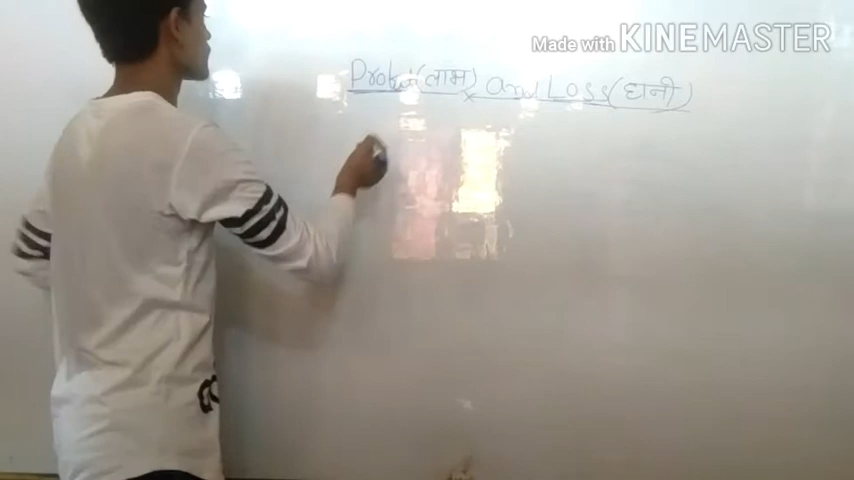 Made with KINEMASTER
Profit (लाभ) and Loss (हानी)